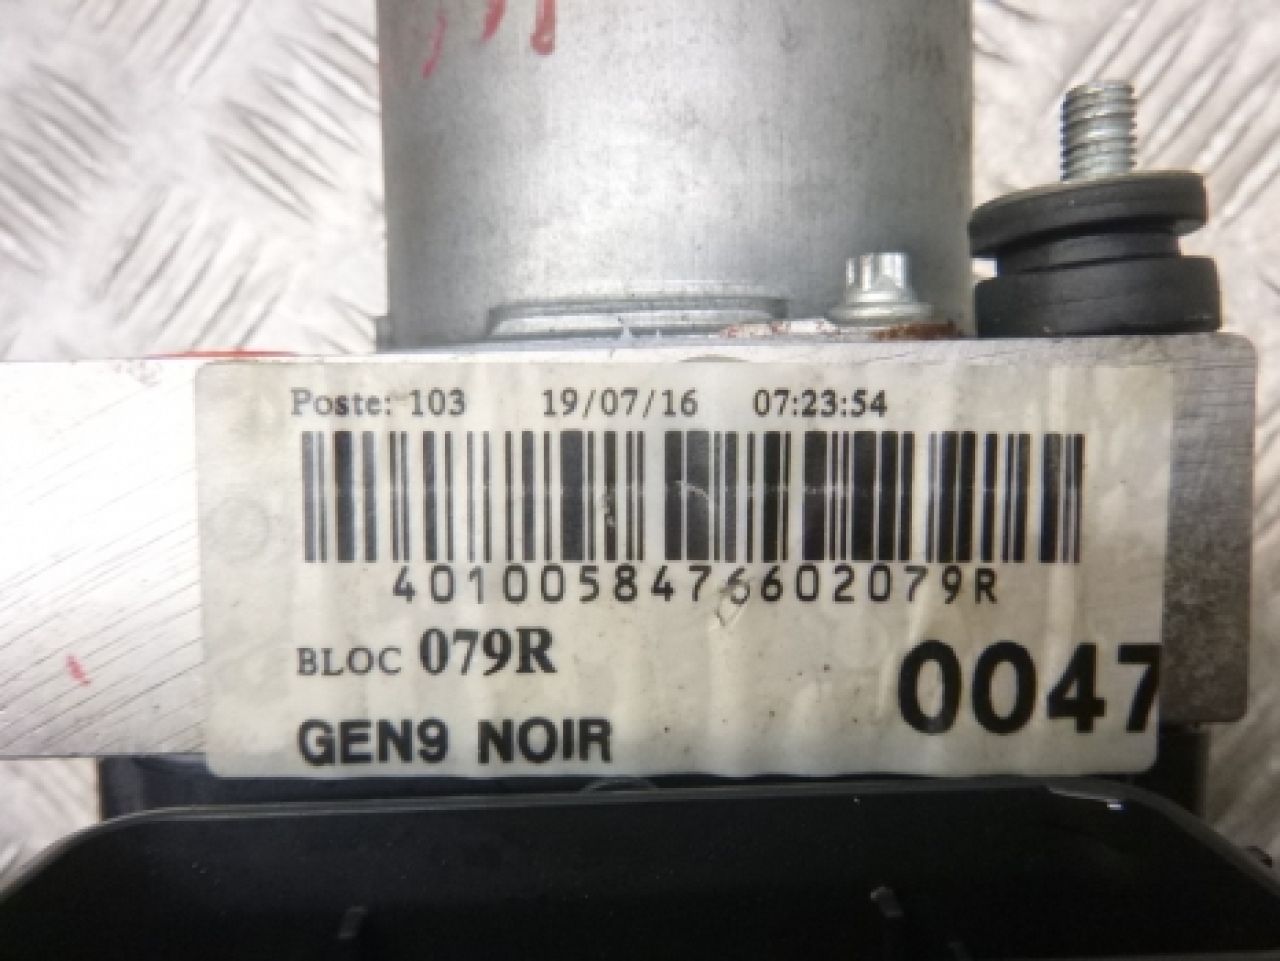 Poste: 103 19/07/16 07:23:54
4010058476602079R
BLOC 079R
0047
GEN9 NOIR